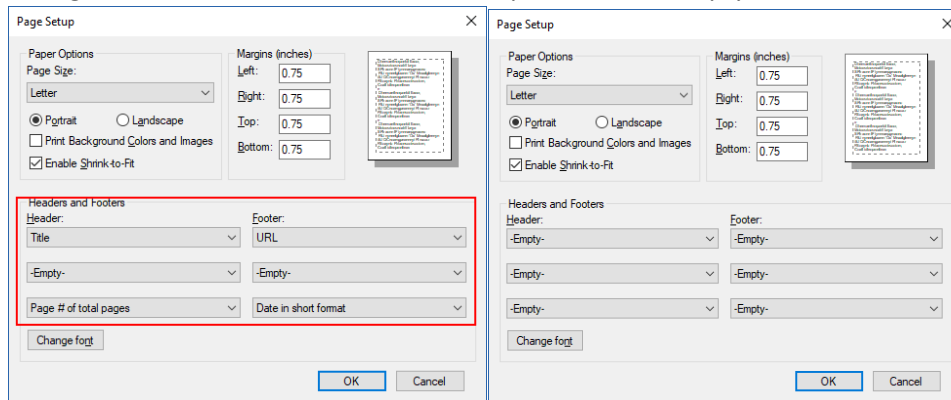 Page Setup
Paper Options
Page Size:
Letter
Portrait Landscape
Print Background Colors and Images
Enable Shrink-to-Fit
Margins (inches)
Left: 0.75
Right: 0.75
Top: 0.75
Bottom: 0.75
Headers and Footers
Header: Footer:
Title URL
-Empty- -Empty-
Page # of total pages Date in short format
Change font
OK Cancel
Page Setup
Paper Options
Page Size:
Letter
Portrait Landscape
Print Background Colors and Images
Enable Shrink-to-Fit
Margins (inches)
Left: 0.75
Right: 0.75
Top: 0.75
Bottom: 0.75
Headers and Footers
Header: Footer:
-Empty- -Empty-
-Empty- -Empty-
-Empty- -Empty-
Change font
OK Cancel